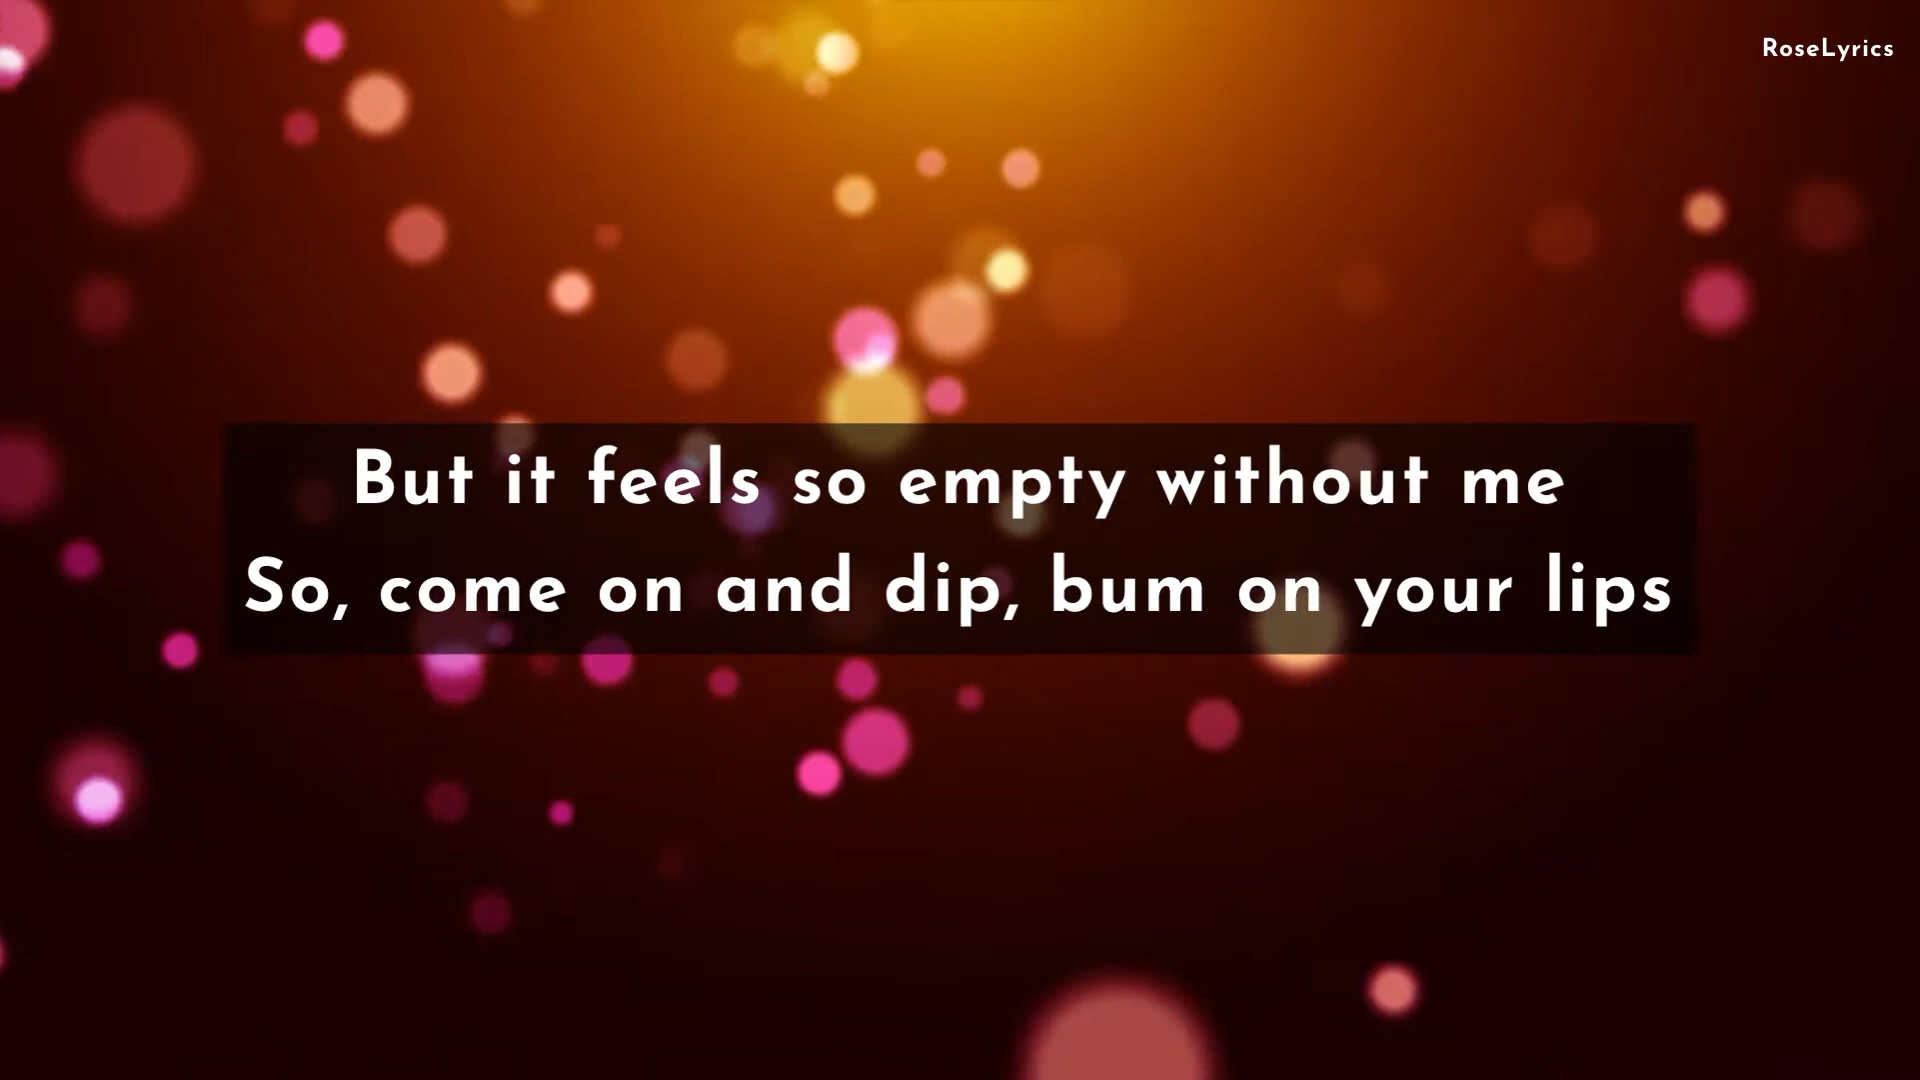 RoseLyrics
But it feels so empty without me
So, come on and dip, bum on your lips